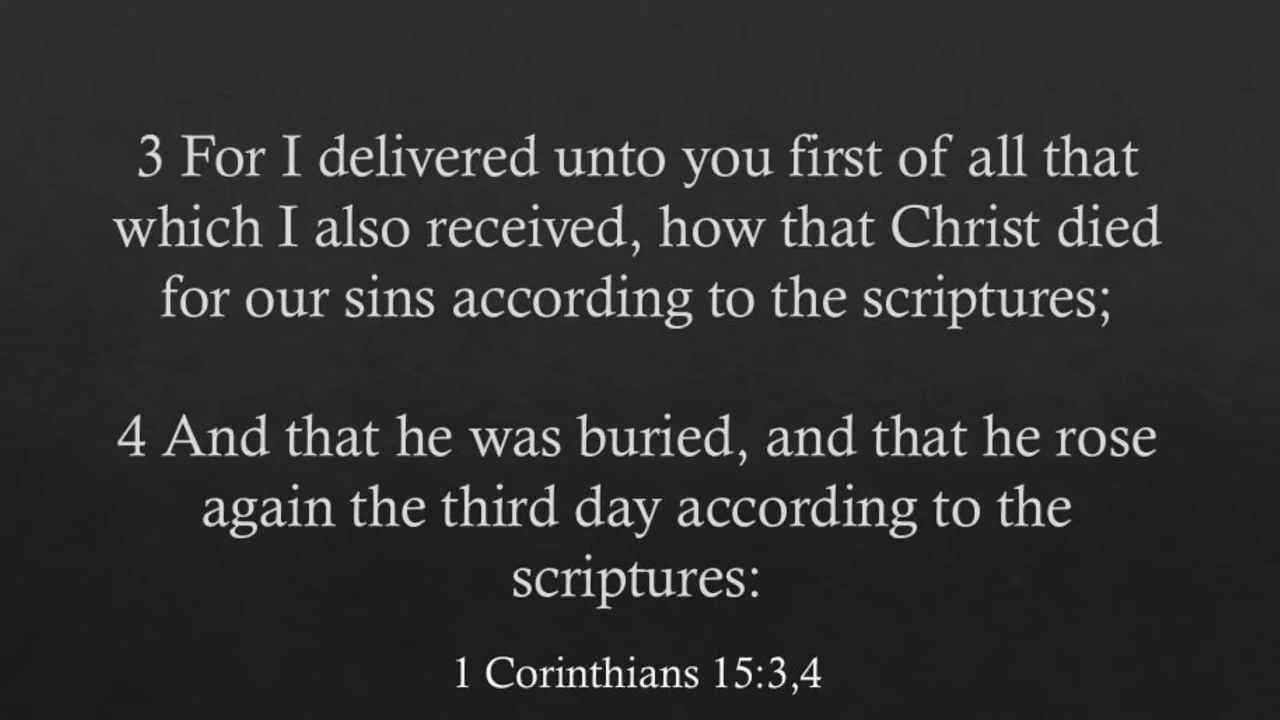 3 For I delivered unto you first of all that
which I also received, how that Christ died
for our sins according to the scriptures;
4 And that he was buried, and that he rose
again the third day according to the
scriptures:
1 Corinthians 15:3,4